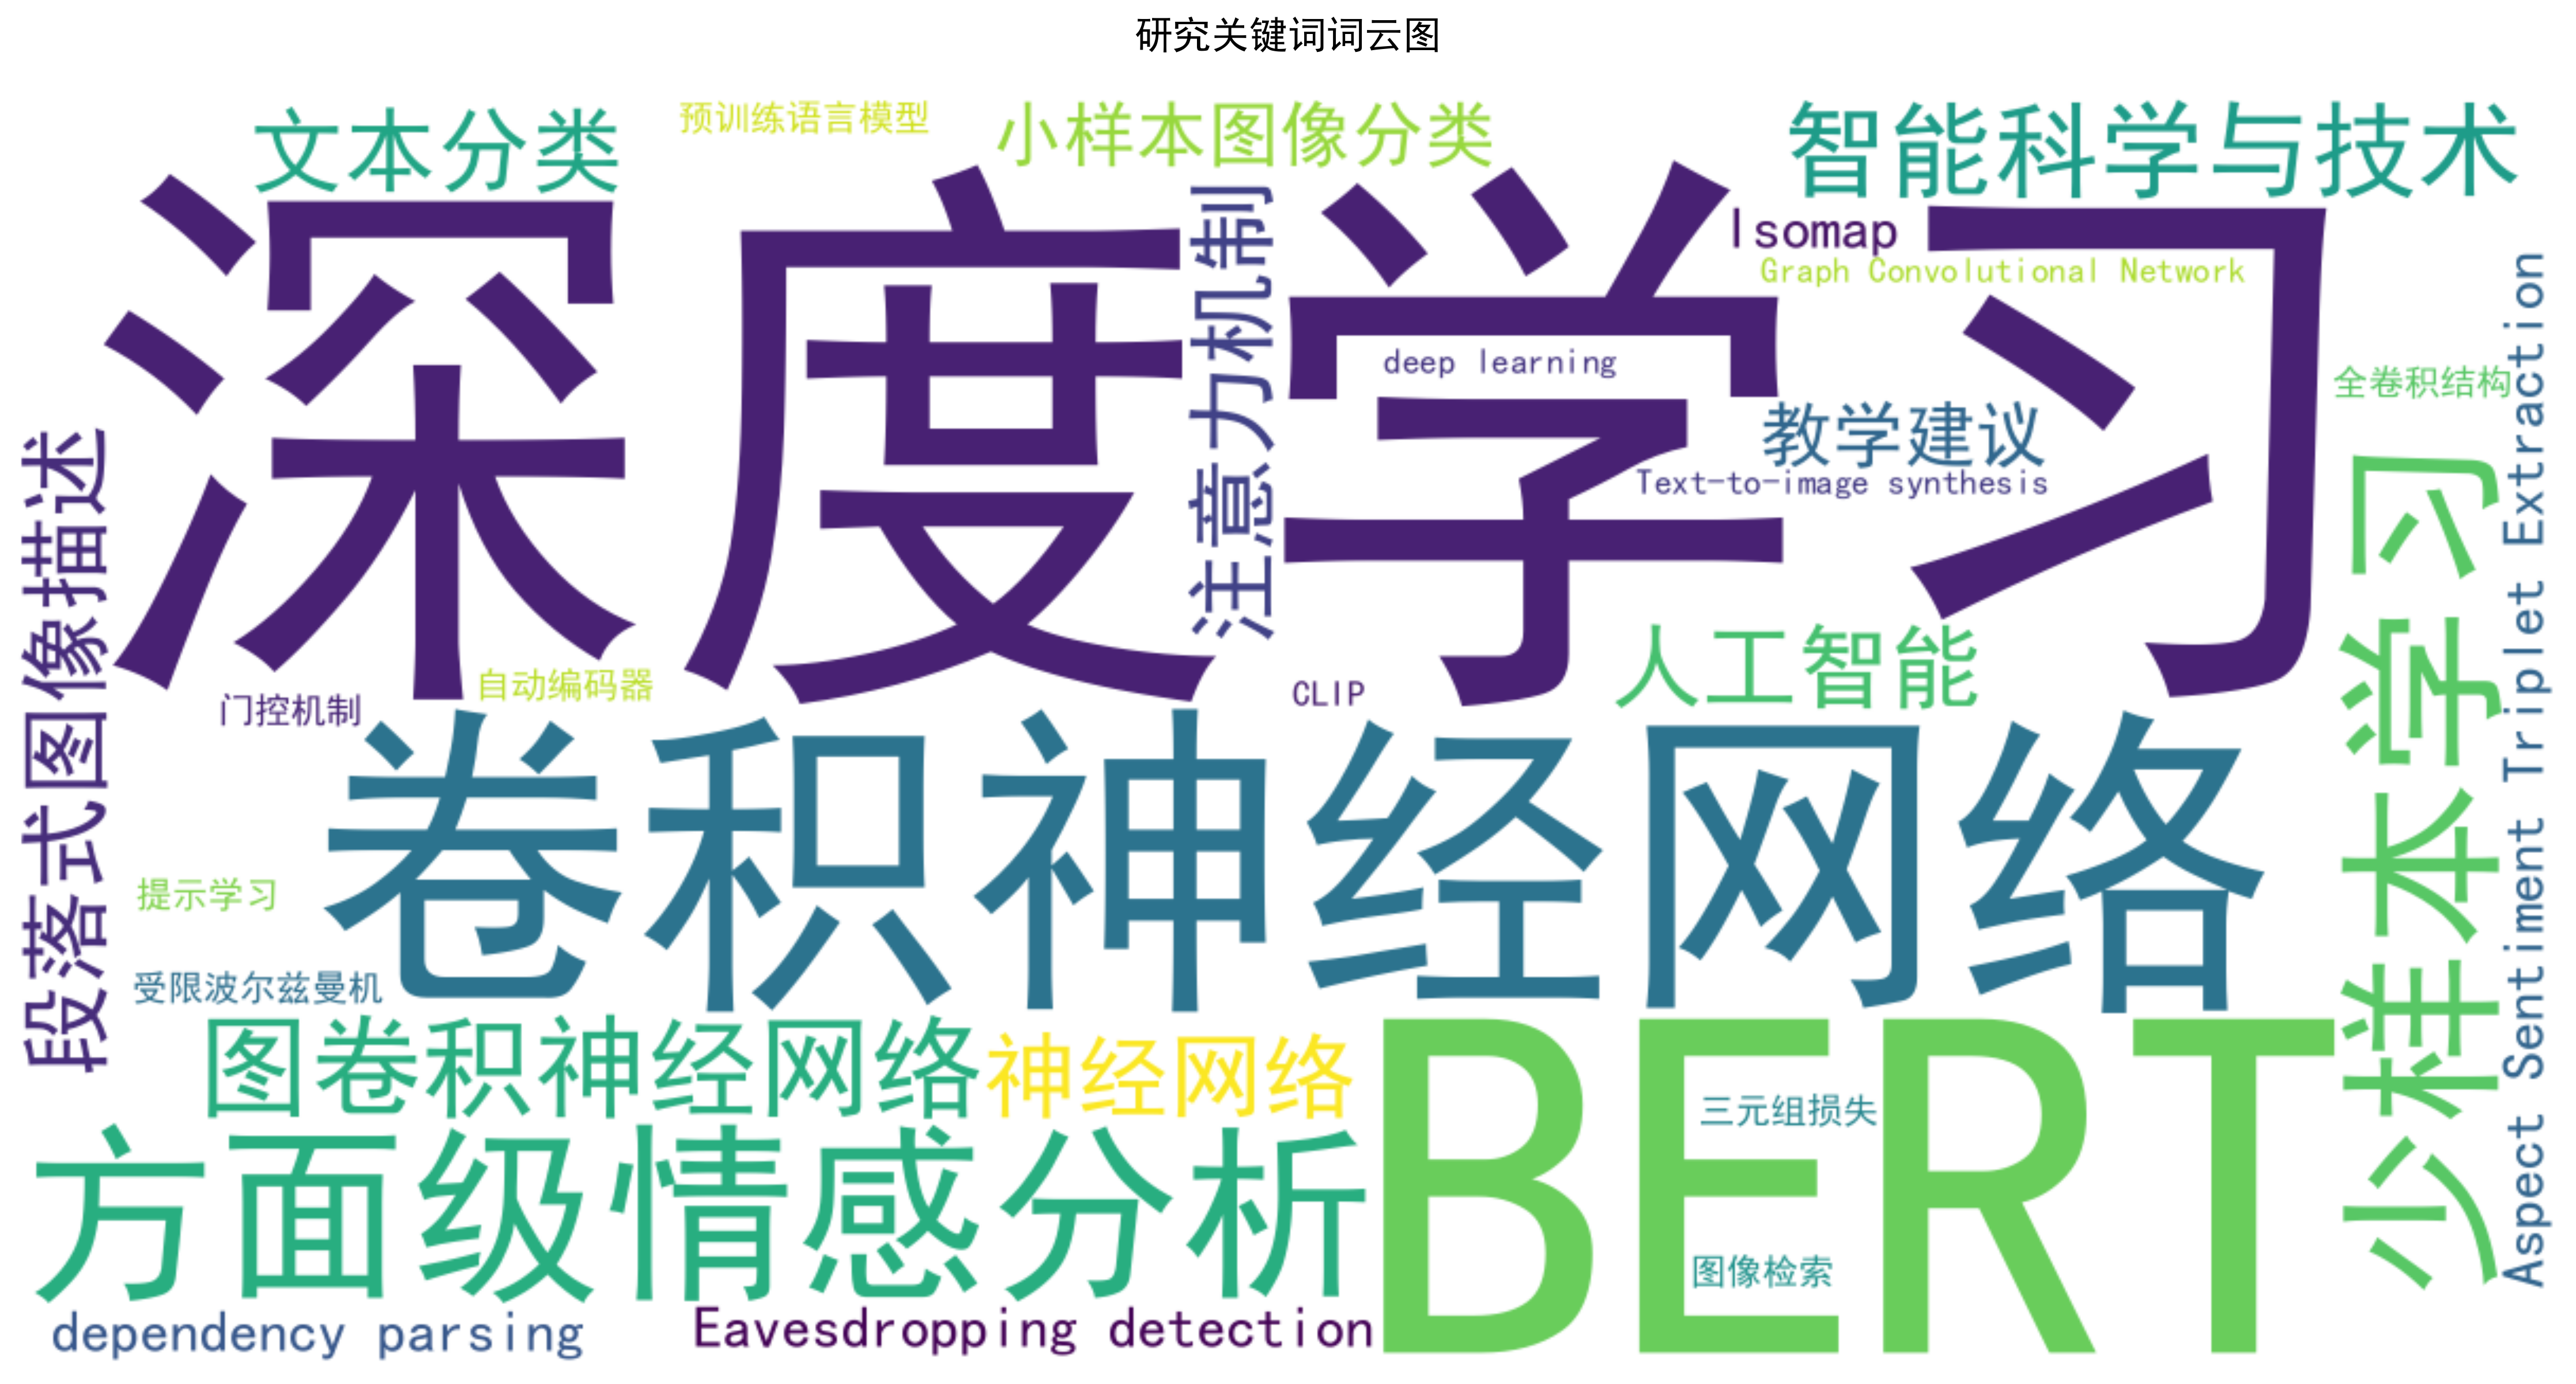 研究关键词词云图
文本分类
预训练语言模型
小样本图像分类
智能科学与技术
深度学习
注意力机制
Isomap
Graph Convolutional Network
deep learning
全卷积结构
教学建议
Text-to-image synthesis
Aspect Sentiment Triplet Extraction
少样本学习
段落式图像描述
人工智能
自动编码器
CLIP
门控机制
卷积神经网络
提示学习
受限波尔兹曼机
图卷积神经网络
神经网络
BERT
三元组损失
方面级情感分析
图像检索
dependency parsing
Eavesdropping detection